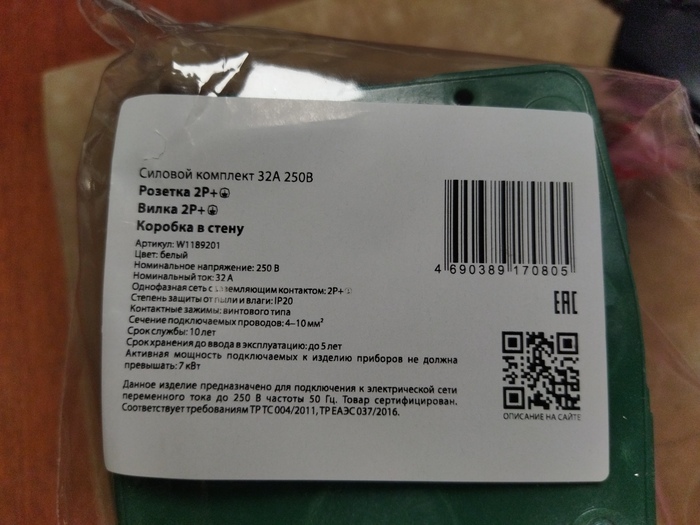 Силовой комплект 32А 250В
Розетка 2Р+
Вилка 2Р+
Коробка в стену
Артикул: W1189201
Цвет: белый
Номинальное напряжение: 250 В
Номинальный ток: 32 А
Однофазная сеть с заземляющим контактом: 2Р+
Степень защиты от пыли и влаги: IP20
Контактные зажимы: винтового типа
Сечение подключаемых проводов: 4–10 мм²
Срок службы: 10 лет
Срок хранения до ввода в эксплуатацию: до 5 лет
Активная мощность подключаемых к изделию приборов не должна
превышать: 7 кВт
Данное изделие предназначено для подключения к электрической сети
переменного тока до 250 В частоты 50 Гц. Товар сертифицирован.
Соответствует требованиям ТР ТС 004/2011, ТР ЕАЭС 037/2016.
4 690389 170805
EAC
ОПИСАНИЕ НА САЙТЕ